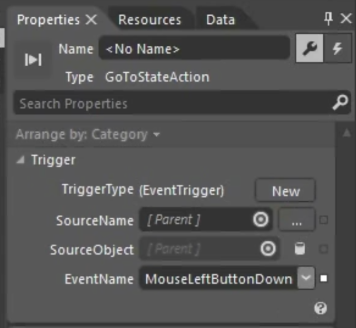 Properties × Resources Data
Name <No Name>
Type GoToStateAction
Search Properties
Arrange by: Category
Trigger
TriggerType (EventTrigger) New
SourceName [ Parent ] ...
SourceObject [ Parent ]
EventName MouseLeftButtonDown
?